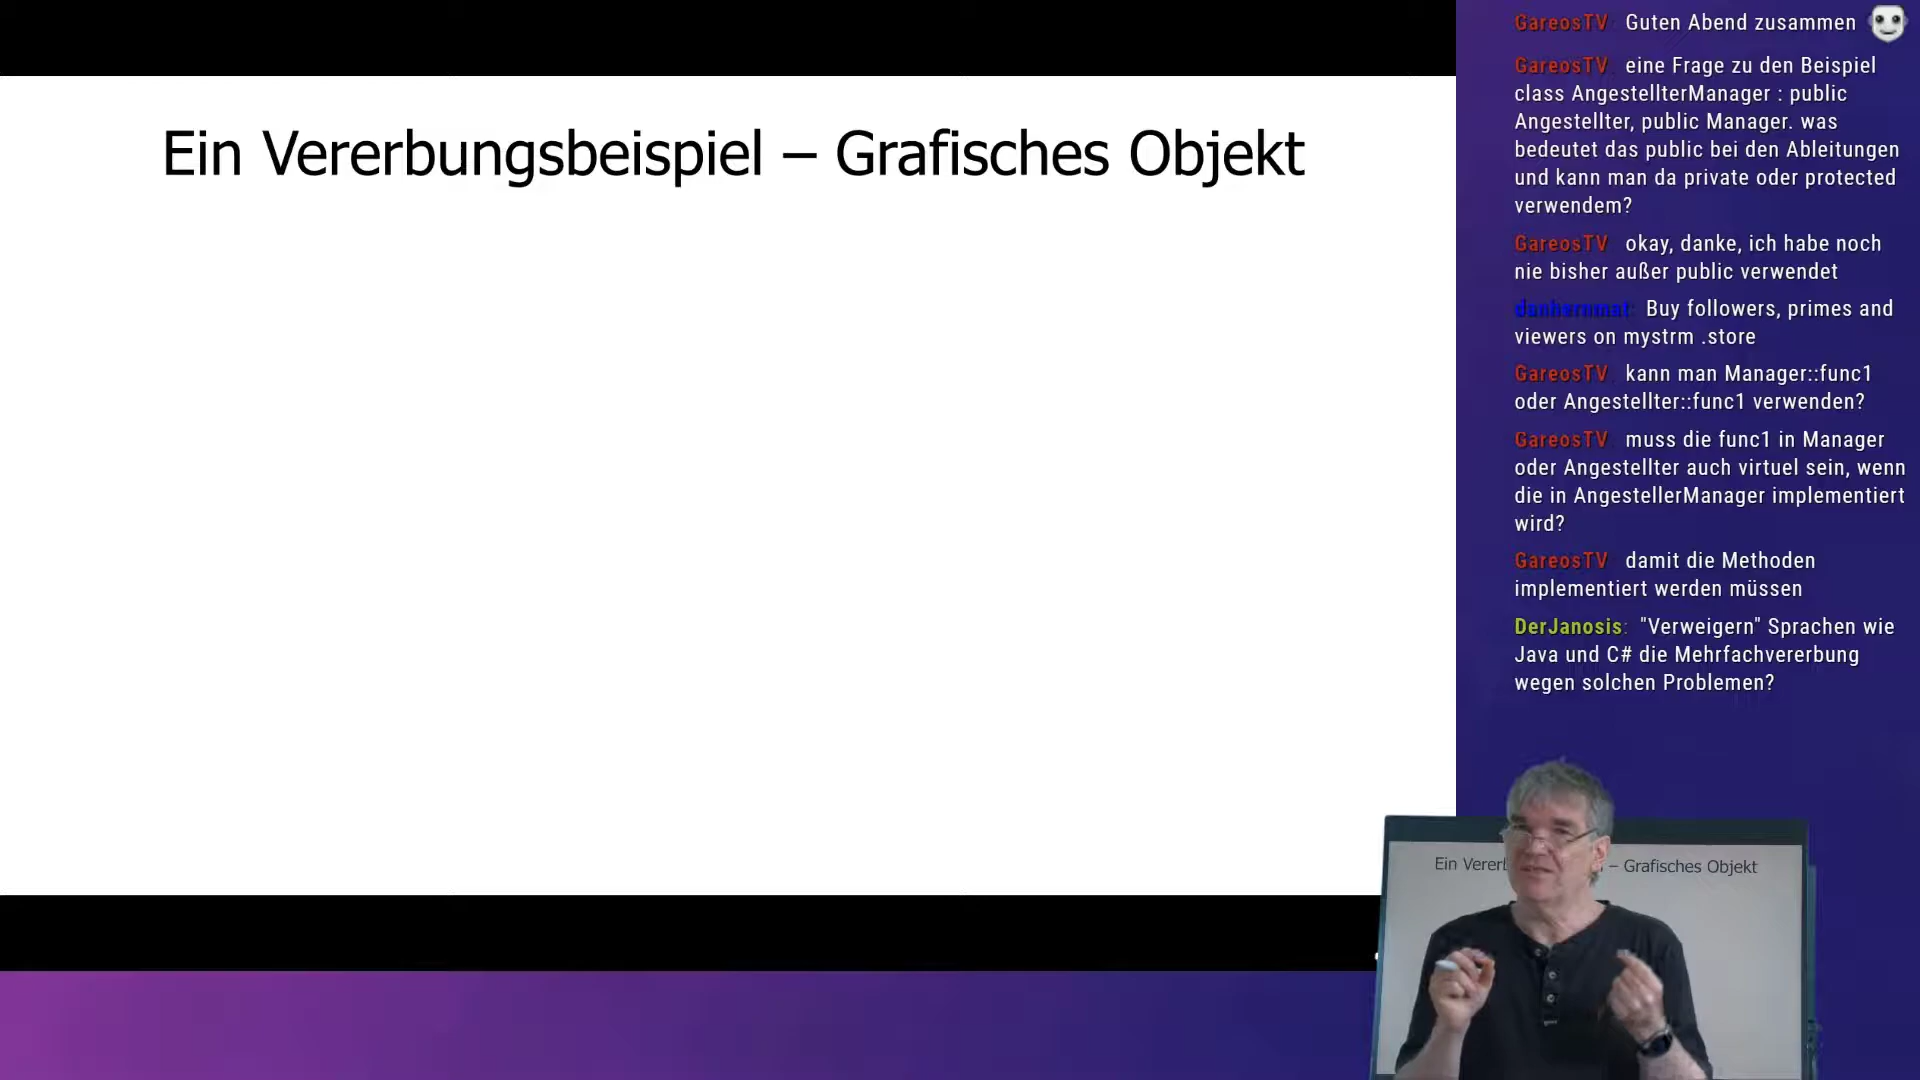 Ein Vererbungsbeispiel – Grafisches Objekt
GareosTV: Guten Abend zusammen
GareosTV: eine Frage zu den Beispiel
class AngestellterManager : public
Angestellter, public Manager. was
bedeutet das public bei den Ableitungen
und kann man da private oder protected
verwendem?
GareosTV: okay, danke, ich habe noch
nie bisher außer public verwendet
danhernmat: Buy followers, primes and
viewers on mystrm .store
GareosTV: kann man Manager::func1
oder Angestellter::func1 verwenden?
GareosTV: muss die func1 in Manager
oder Angestellter auch virtuel sein, wenn
die in AngestellerManager implementiert
wird?
GareosTV: damit die Methoden
implementiert werden müssen
DerJanosis: "Verweigern" Sprachen wie
Java und C# die Mehrfachvererbung
wegen solchen Problemen?
Ein Vererb – Grafisches Objekt